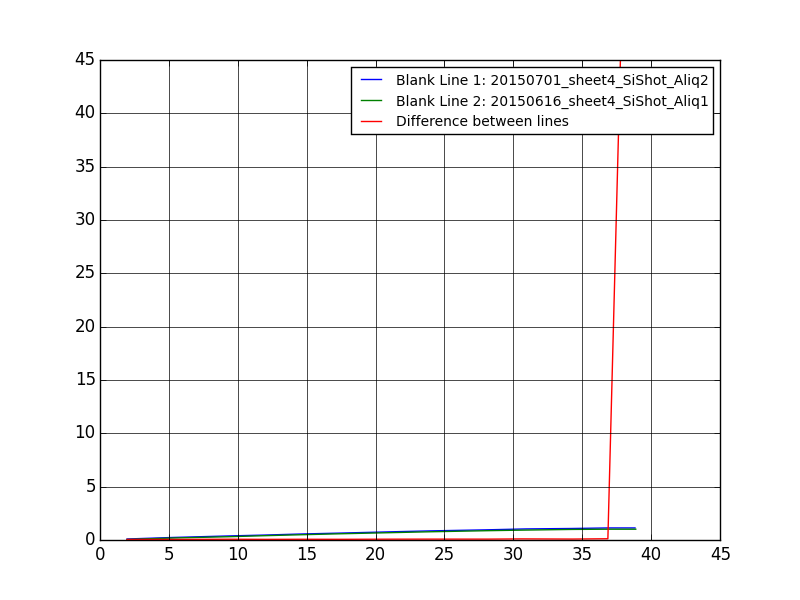 45
40
35
30
25
20
15
10
5
0
Blank Line 1: 20150701_sheet4_SiShot_Aliq2
Blank Line 2: 20150616_sheet4_SiShot_Aliq1
Difference between lines
0 5 10 15 20 25 30 35 40 45